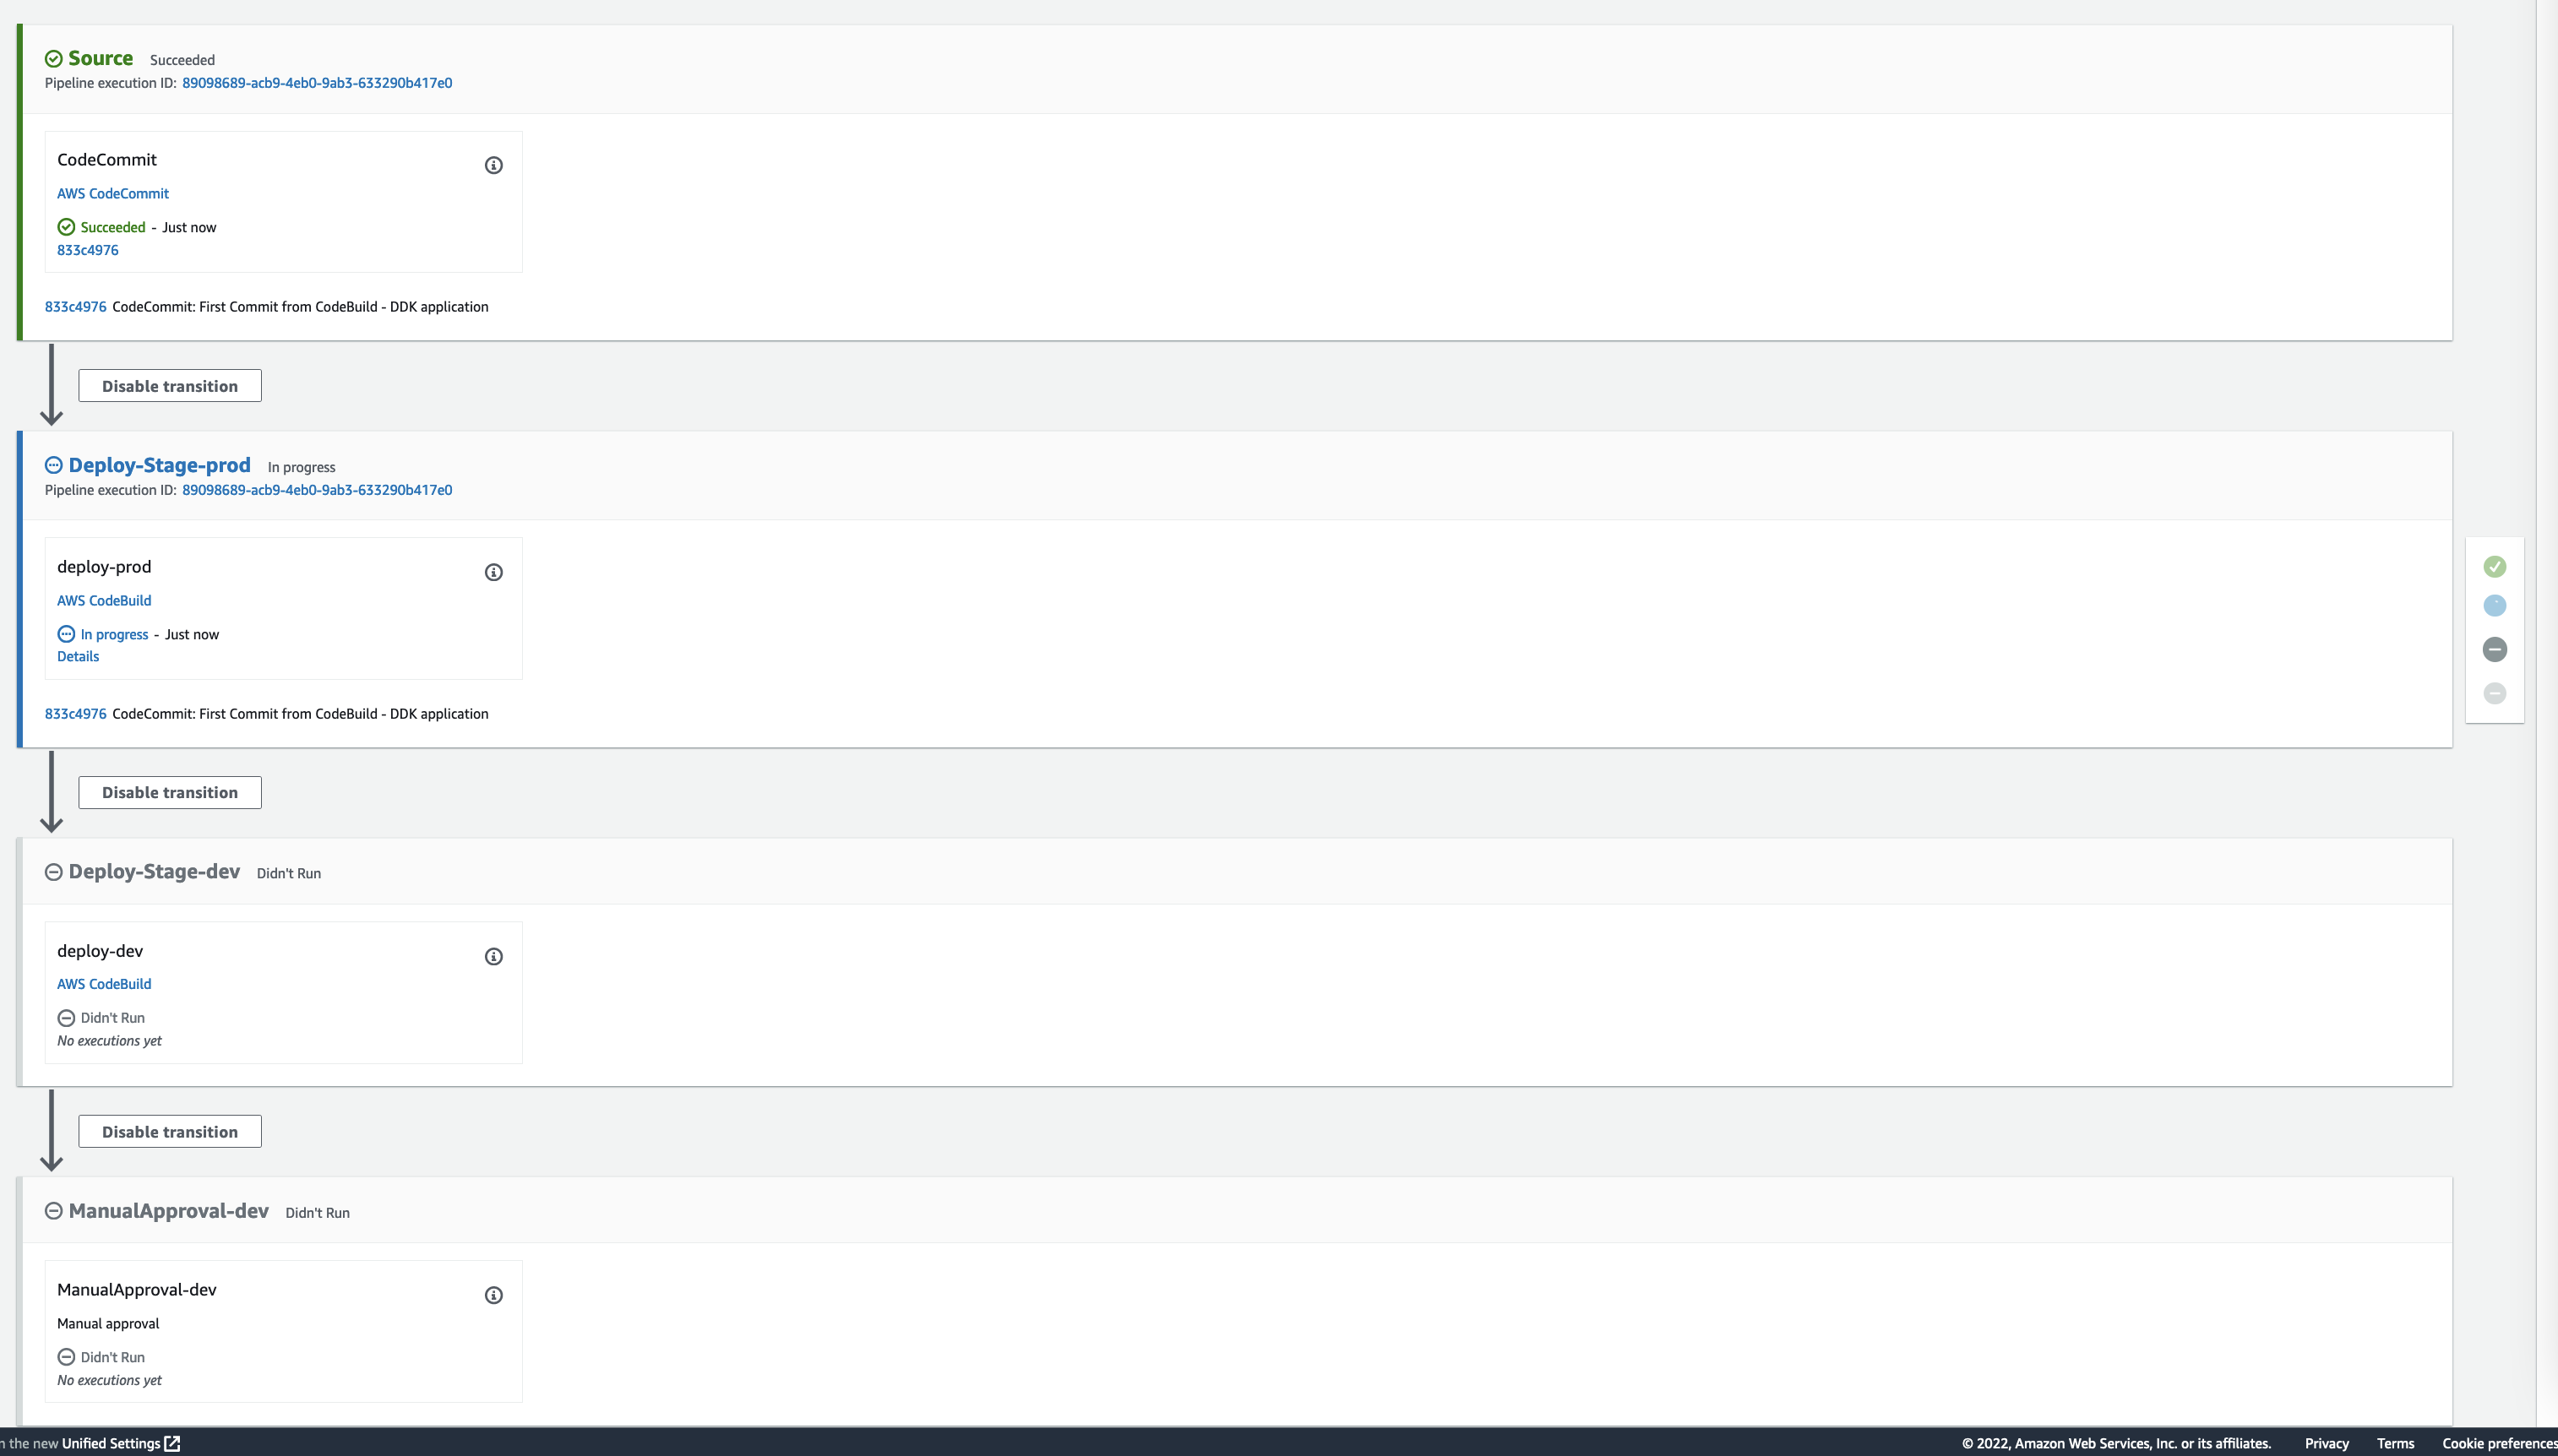 Source Succeeded
Pipeline execution ID: 89098689-acb9-4eb0-9ab3-633290b417e0
CodeCommit
AWS CodeCommit
Succeeded - Just now
833c4976
833c4976 CodeCommit: First Commit from CodeBuild - DDK application
Disable transition
Deploy-Stage-prod In progress
Pipeline execution ID: 89098689-acb9-4eb0-9ab3-633290b417e0
deploy-prod
AWS CodeBuild
In progress - Just now
Details
833c4976 CodeCommit: First Commit from CodeBuild - DDK application
Disable transition
Deploy-Stage-dev Didn't Run
deploy-dev
AWS CodeBuild
Didn't Run
No executions yet
Disable transition
ManualApproval-dev Didn't Run
ManualApproval-dev
Manual approval
Didn't Run
No executions yet
n the new Unified Settings © 2022, Amazon Web Services, Inc. or its affiliates. Privacy Terms Cookie preferences